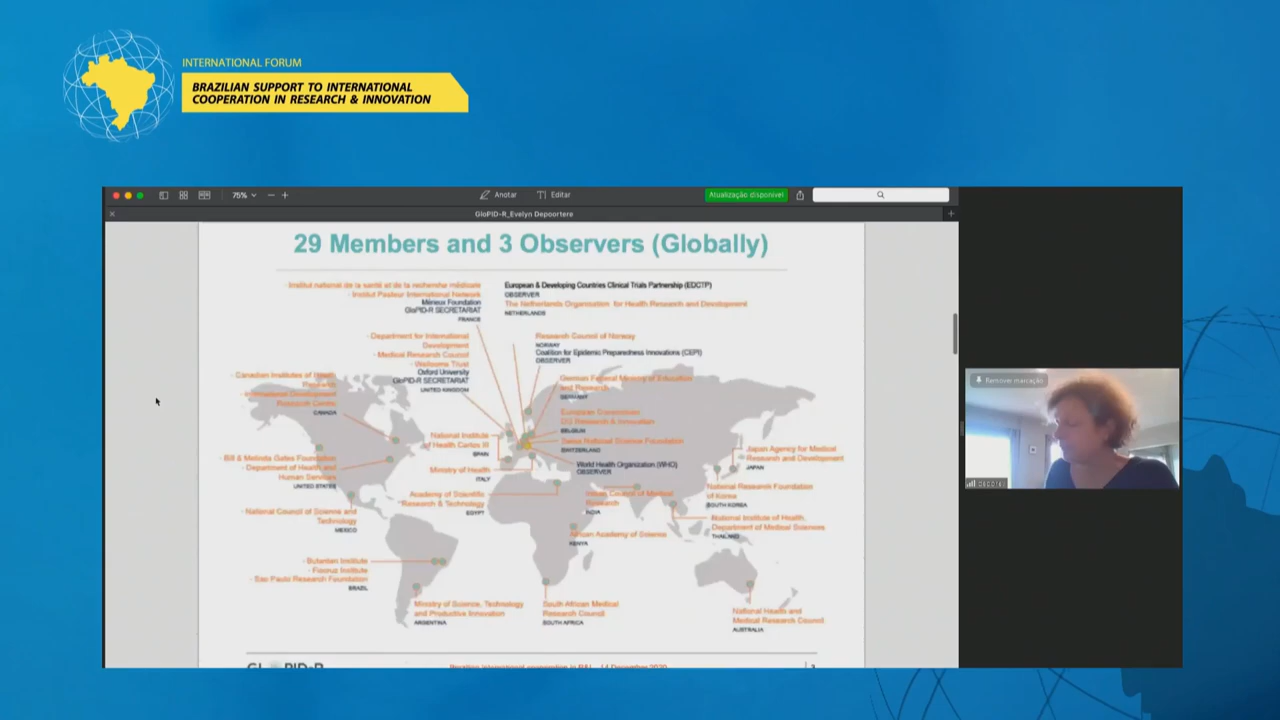 INTERNATIONAL FORUM
BRAZILIAN SUPPORT TO INTERNATIONAL
COOPERATION IN RESEARCH & INNOVATION
75%
Anotar
Editar
Atualização disponível
GloPID-R_Evelyn Depoortere
29 Members and 3 Observers (Globally)
- Institut national de la santé et de la recherche médicale
- Institut Pasteur International Network
Mérieux Foundation
GloPID-R SECRETARIAT
FRANCE
European & Developing Countries Clinical Trials Partnership (EDCTP)
OBSERVER
The Netherlands Organisation for Health Research and Development
NETHERLANDS
- Department for International
Development
- Medical Research Council
- Wellcome Trust
Oxford University
GloPID-R SECRETARIAT
UNITED KINGDOM
Research Council of Norway
NORWAY
Coalition for Epidemic Preparedness Innovations (CEPI)
OBSERVER
- Canadian Institutes of Health
Research
- International Development
Research Centre
CANADA
German Federal Ministry of Education
and Research
GERMANY
European Commission
DG Research & Innovation
BELGIUM
Swiss National Science Foundation
SWITZERLAND
National Institute
of Health Carlos III
SPAIN
World Health Organization (WHO)
OBSERVER
Ministry of Health
ITALY
- Bill & Melinda Gates Foundation
- Department of Health and
Human Services
UNITED STATES
Japan Agency for Medical
Research and Development
JAPAN
Academy of Scientific
Research & Technology
EGYPT
Indian Council of Medical
Research
INDIA
National Research Foundation
of Korea
SOUTH KOREA
- National Council of Science and
Technology
MEXICO
National Institute of Health,
Department of Medical Sciences
THAILAND
African Academy of Science
KENYA
- Butantan Institute
- Fiocruz Institute
- Sao Paulo Research Foundation
BRAZIL
Ministry of Science, Technology
and Productive Innovation
ARGENTINA
South African Medical
Research Council
SOUTH AFRICA
National Health and
Medical Research Council
AUSTRALIA
Remover marcação